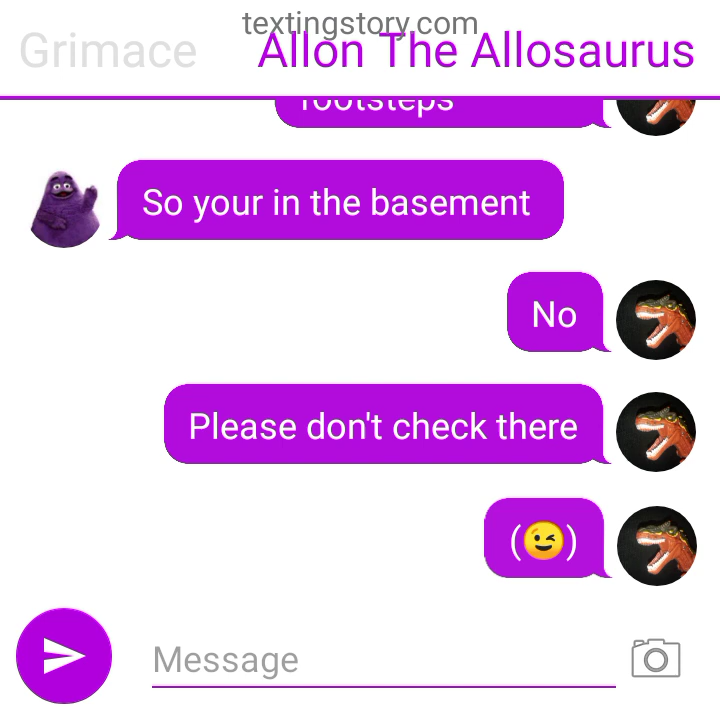 textingstory.com
Grimace Allon The Allosaurus
footsteps
So your in the basement
No
Please don't check there
(😉)
Message